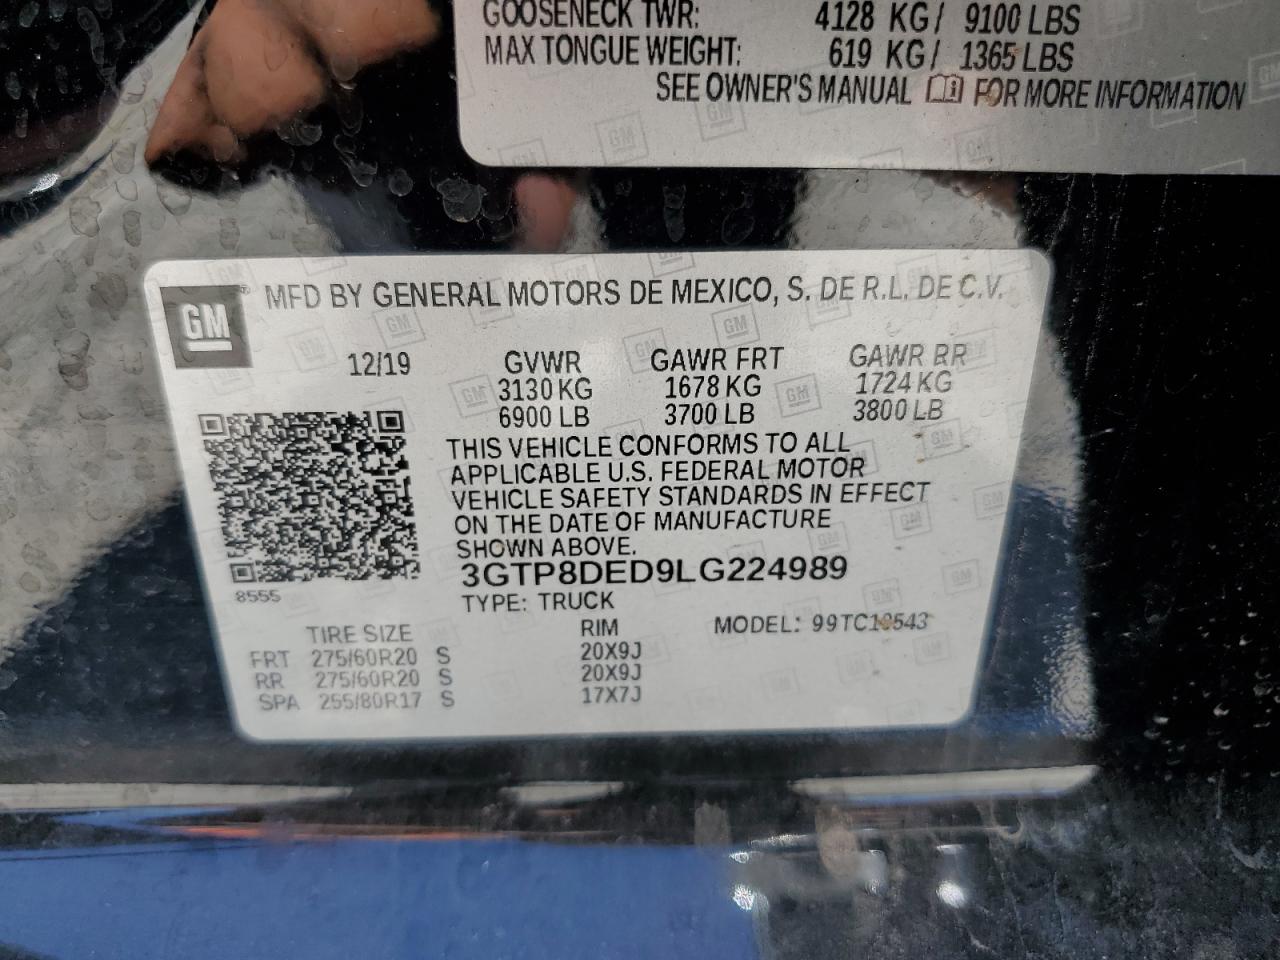 GOOSENECK TWR: 4128 KG/ 9100 LBS
MAX TONGUE WEIGHT: 619 KG/ 1365 LBS
SEE OWNER'S MANUAL FOR MORE INFORMATION
GM® MFD BY GENERAL MOTORS DE MEXICO, S. DE R.L. DE C.V.
12/19 GVWR GAWR FRT GAWR RR
3130 KG 1678 KG 1724 KG
6900 LB 3700 LB 3800 LB
THIS VEHICLE CONFORMS TO ALL
APPLICABLE U.S. FEDERAL MOTOR
VEHICLE SAFETY STANDARDS IN EFFECT
ON THE DATE OF MANUFACTURE
SHOWN ABOVE.
3GTP8DED9LG224989
8555
TYPE: TRUCK
TIRE SIZE RIM MODEL: 99TC10543
FRT 275/60R20 S 20X9J
RR 275/60R20 S 20X9J
SPA 255/80R17 S 17X7J